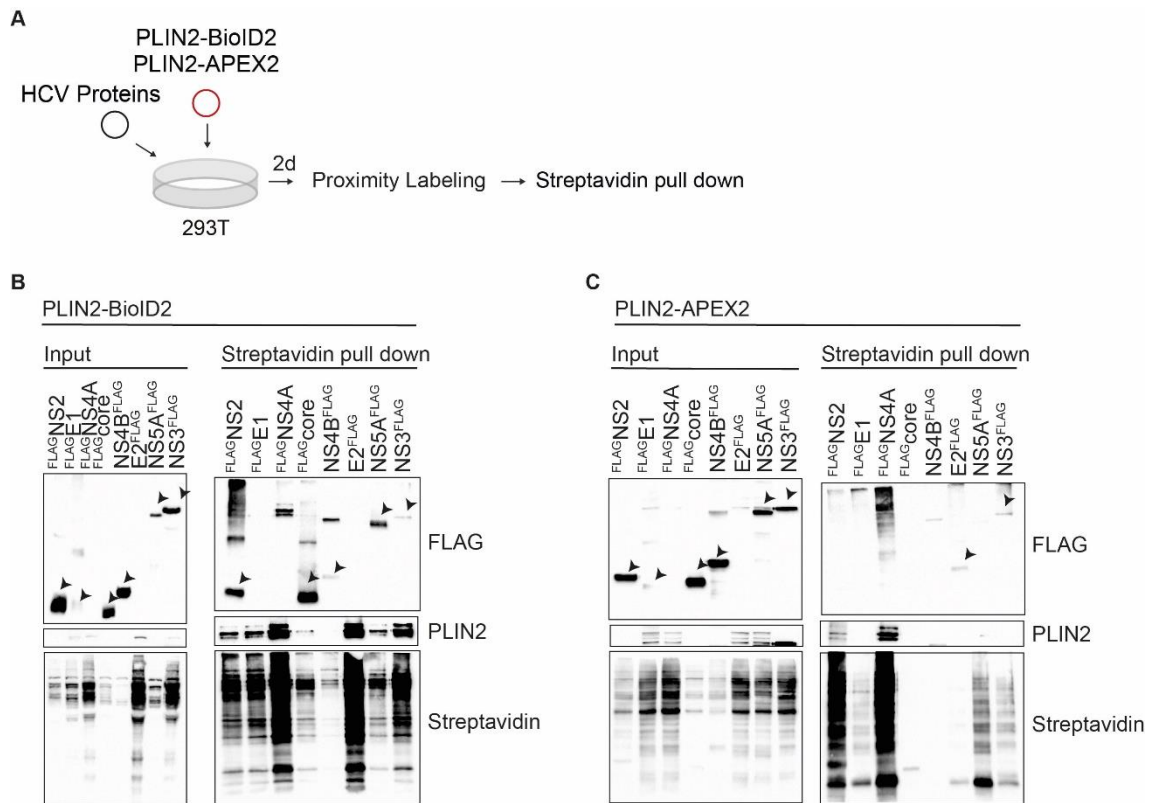 A
PLIN2-BioID2
PLIN2-APEX2
HCV Proteins
2d
Proximity Labeling
Streptavidin pull down
293T
B
PLIN2-BioID2
Input
Streptavidin pull down
FLAGNS2
FLAGE1
FLAGNS4A
FLAGcore
NS4BFLAG
E2FLAG
NS5AFLAG
NS3FLAG
FLAGNS2
FLAGE1
FLAGNS4A
FLAGcore
NS4BFLAG
E2FLAG
NS5AFLAG
NS3FLAG
FLAG
PLIN2
Streptavidin
C
PLIN2-APEX2
Input
Streptavidin pull down
FLAGNS2
FLAGE1
FLAGNS4A
FLAGcore
NS4BFLAG
E2FLAG
NS5AFLAG
NS3FLAG
FLAGNS2
FLAGE1
FLAGNS4A
FLAGcore
NS4BFLAG
E2FLAG
NS5AFLAG
NS3FLAG
FLAG
PLIN2
Streptavidin